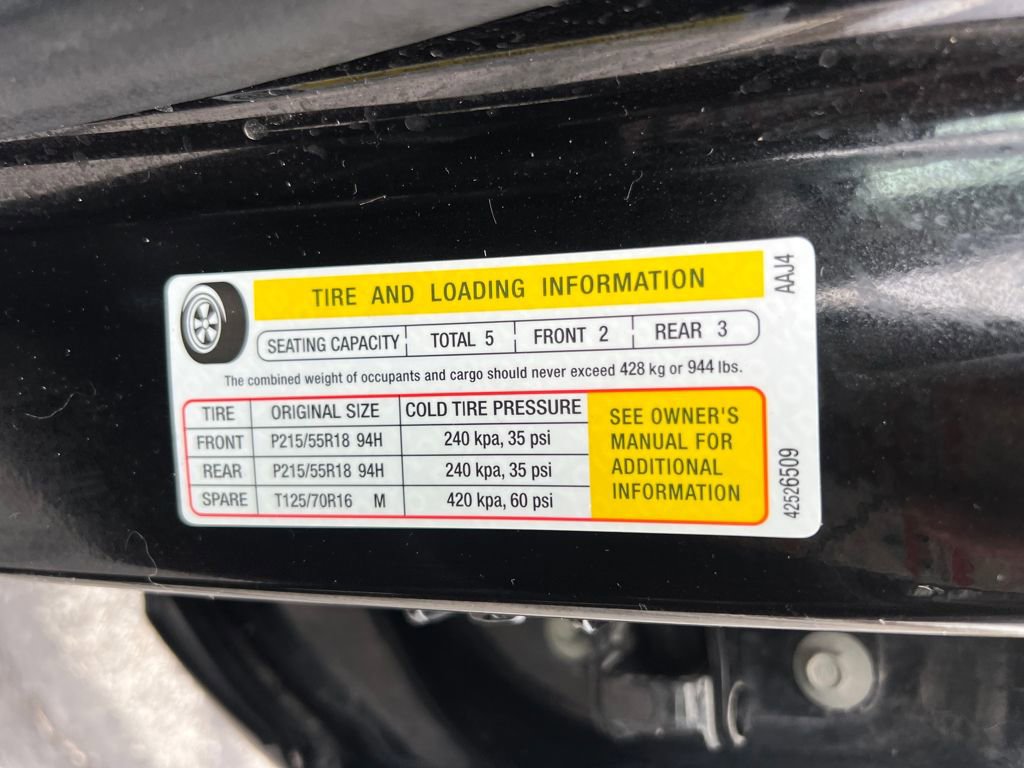 TIRE AND LOADING INFORMATION
SEATING CAPACITY TOTAL 5 FRONT 2 REAR 3
The combined weight of occupants and cargo should never exceed 428 kg or 944 lbs.
TIRE ORIGINAL SIZE COLD TIRE PRESSURE
FRONT P215/55R18 94H 240 kpa, 35 psi
REAR P215/55R18 94H 240 kpa, 35 psi
SPARE T125/70R16 M 420 kpa, 60 psi
SEE OWNER'S
MANUAL FOR
ADDITIONAL
INFORMATION
AAJ4
42526509